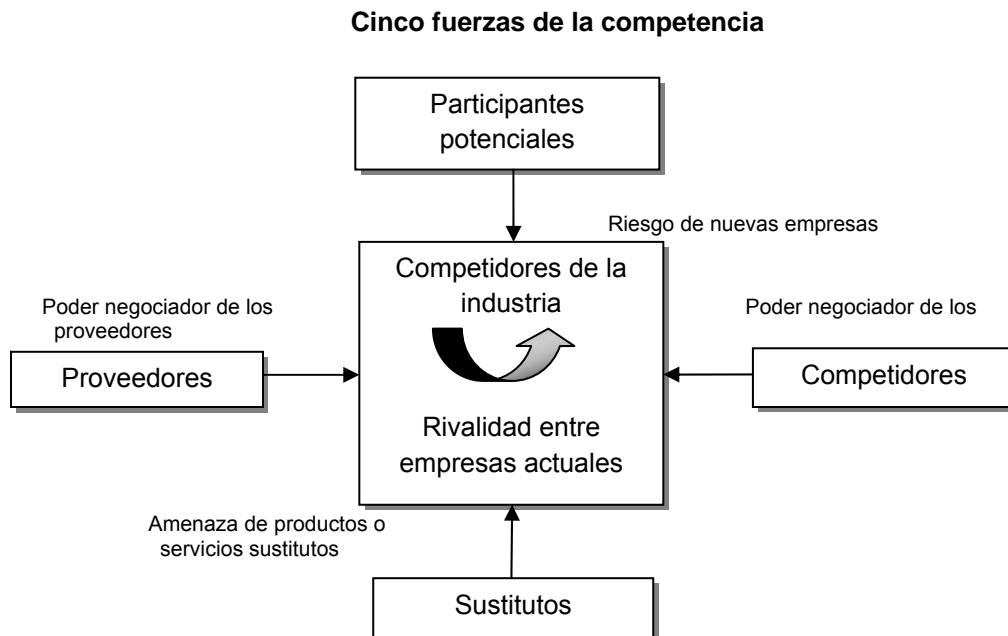 Cinco fuerzas de la competencia
Participantes
potenciales
Riesgo de nuevas empresas
Competidores de la
industria
Poder negociador de los
proveedores
Proveedores
Poder negociador de los
Competidores
Rivalidad entre
empresas actuales
Amenaza de productos o
servicios sustitutos
Sustitutos